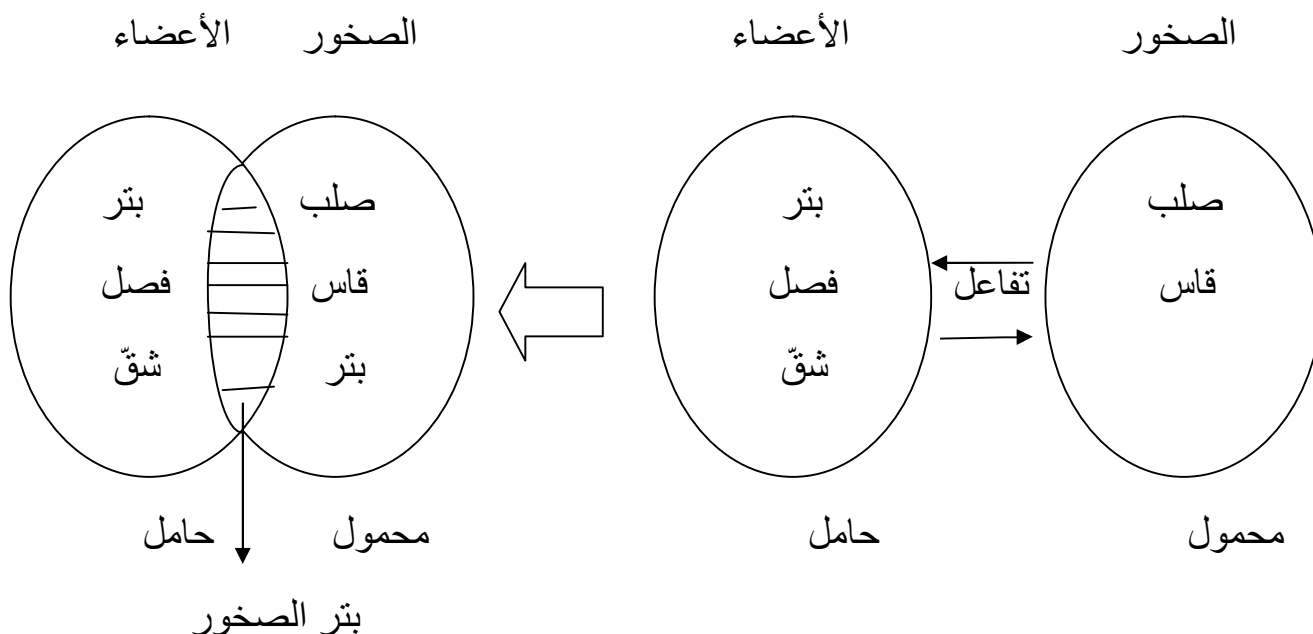 الصخور الأعضاء الصخور الأعضاء
صلب بتر صلب بتر
قاس تفاعل فصل قاس فصل
شقّ بتر شقّ
محمول حامل محمول حامل
بتر الصخور